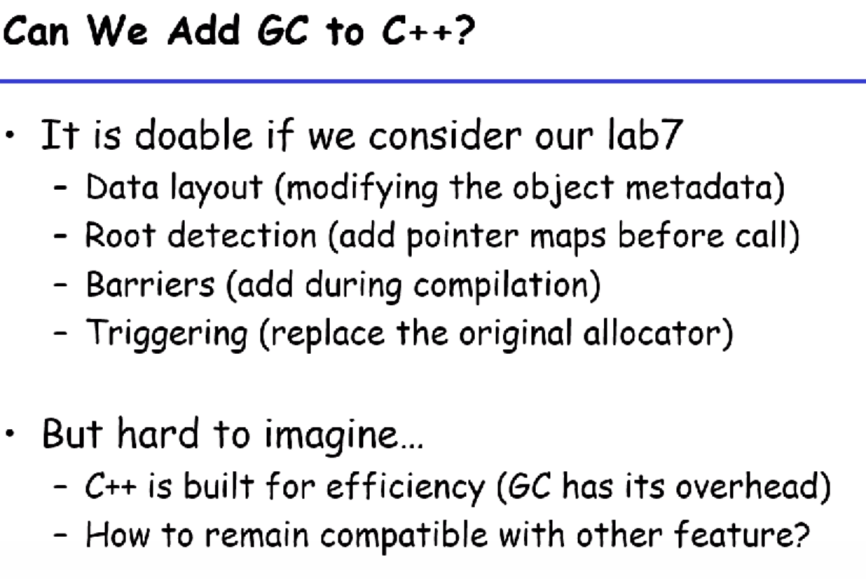 Can We Add GC to C++?
• It is doable if we consider our lab7
- Data layout (modifying the object metadata)
- Root detection (add pointer maps before call)
- Barriers (add during compilation)
- Triggering (replace the original allocator)
• But hard to imagine…
- C++ is built for efficiency (GC has its overhead)
- How to remain compatible with other feature?